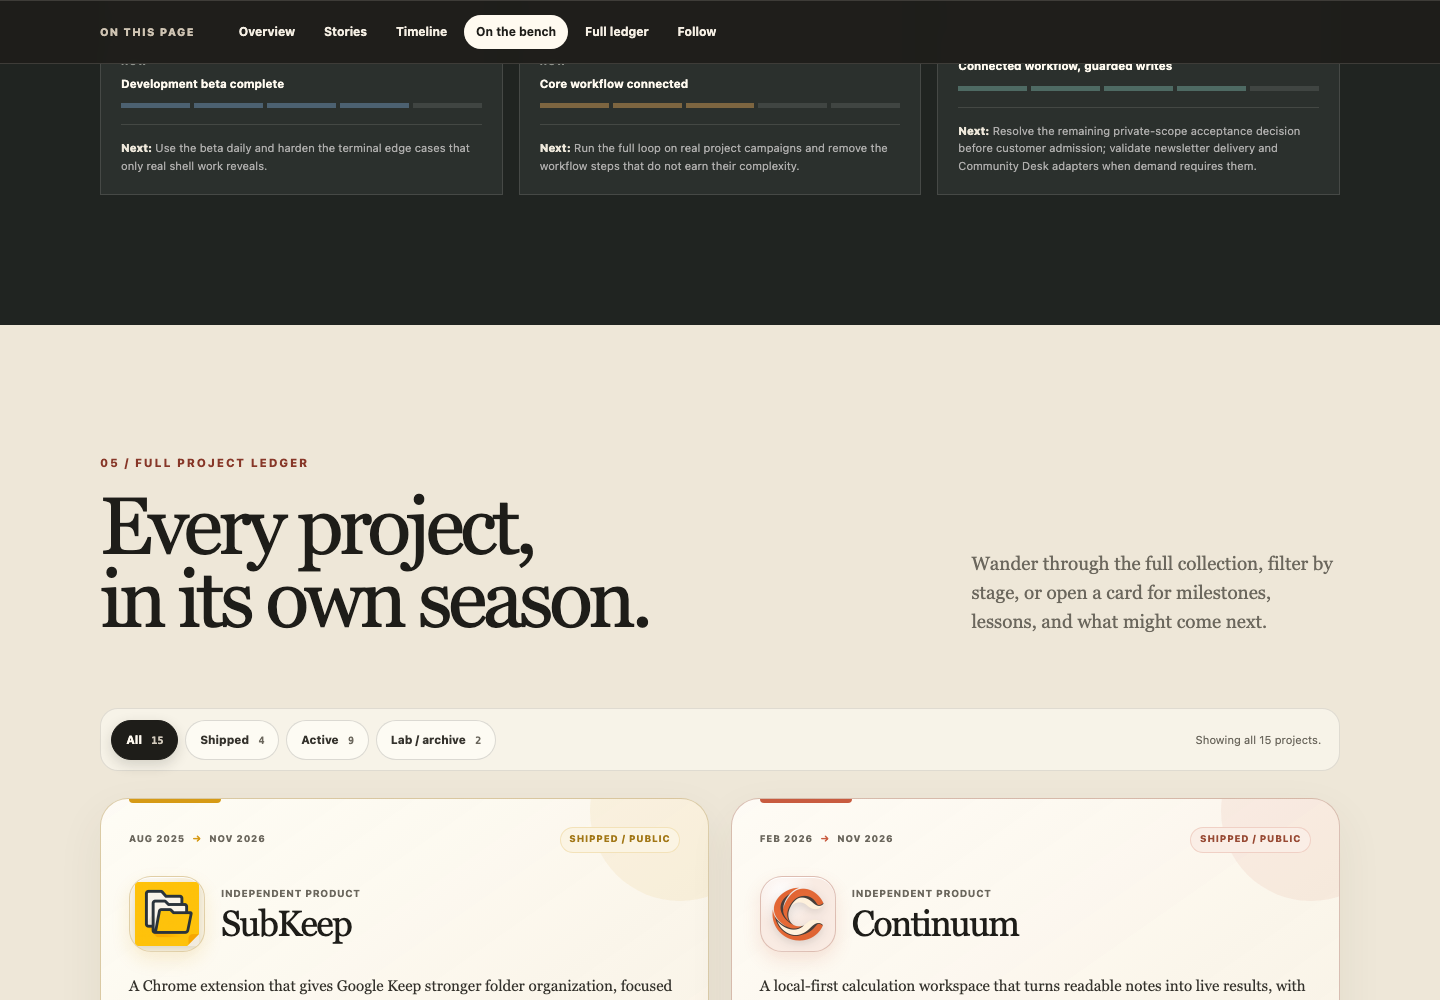 ON THIS PAGE
Overview
Stories
Timeline
On the bench
Full ledger
Follow
Development beta complete
Next: Use the beta daily and harden the terminal edge cases that
only real shell work reveals.
Core workflow connected
Next: Run the full loop on real project campaigns and remove the
workflow steps that do not earn their complexity.
Connected workflow, guarded writes
Next: Resolve the remaining private-scope acceptance decision
before customer admission; validate newsletter delivery and
Community Desk adapters when demand requires them.
05 / FULL PROJECT LEDGER
Every project,
in its own season.
Wander through the full collection, filter by
stage, or open a card for milestones,
lessons, and what might come next.
All 15
Shipped 4
Active 9
Lab / archive 2
Showing all 15 projects.
AUG 2025 → NOV 2026
SHIPPED / PUBLIC
INDEPENDENT PRODUCT
SubKeep
A Chrome extension that gives Google Keep stronger folder organization, focused
FEB 2026 → NOV 2026
SHIPPED / PUBLIC
INDEPENDENT PRODUCT
Continuum
A local-first calculation workspace that turns readable notes into live results, with